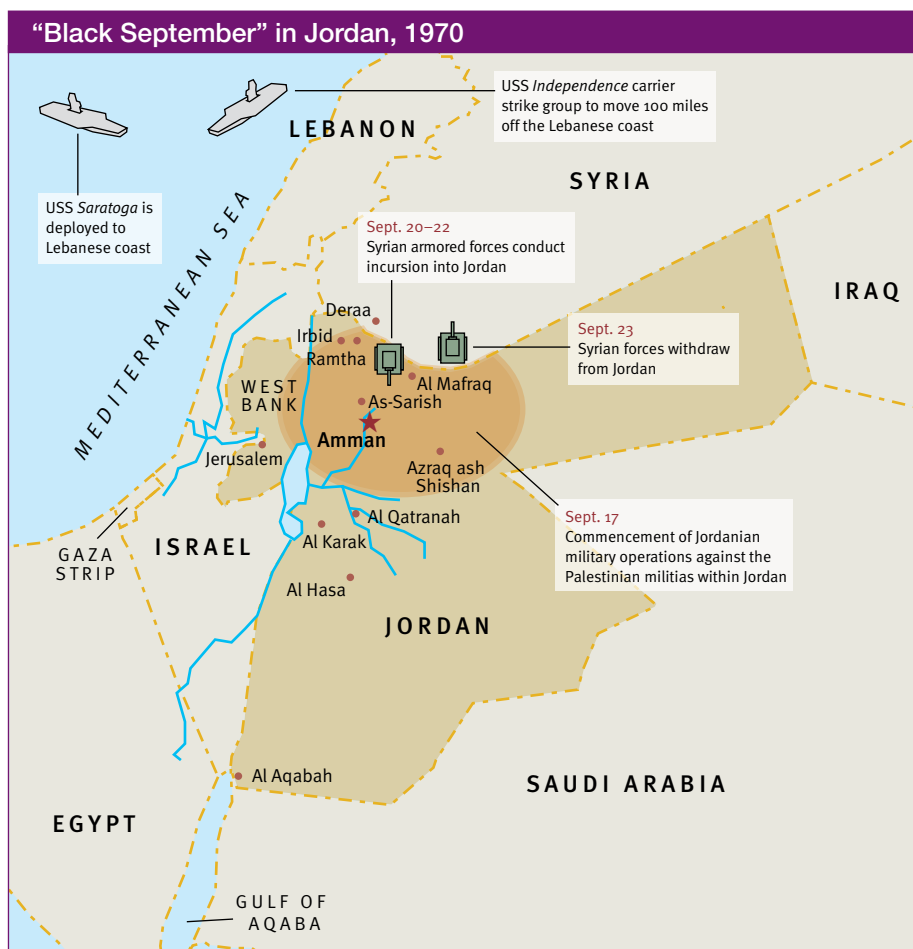 “Black September” in Jordan, 1970
USS Independence carrier
strike group to move 100 miles
off the Lebanese coast
LEBANON
SYRIA
USS Saratoga is
deployed to
Lebanese coast
MEDITERRANEAN SEA
Sept. 20–22
Syrian armored forces conduct
incursion into Jordan
IRAQ
Deraa
Irbid
Ramtha
Sept. 23
Syrian forces withdraw
from Jordan
WEST
BANK
Al Mafraq
As-Sarish
Amman
Jerusalem
Azraq ash
Shishan
Sept. 17
Commencement of Jordanian
military operations against the
Palestinian militias within Jordan
Al Qatranah
GAZA
STRIP
ISRAEL
Al Karak
Al Hasa
JORDAN
Al Aqabah
SAUDI ARABIA
EGYPT
GULF OF
AQABA